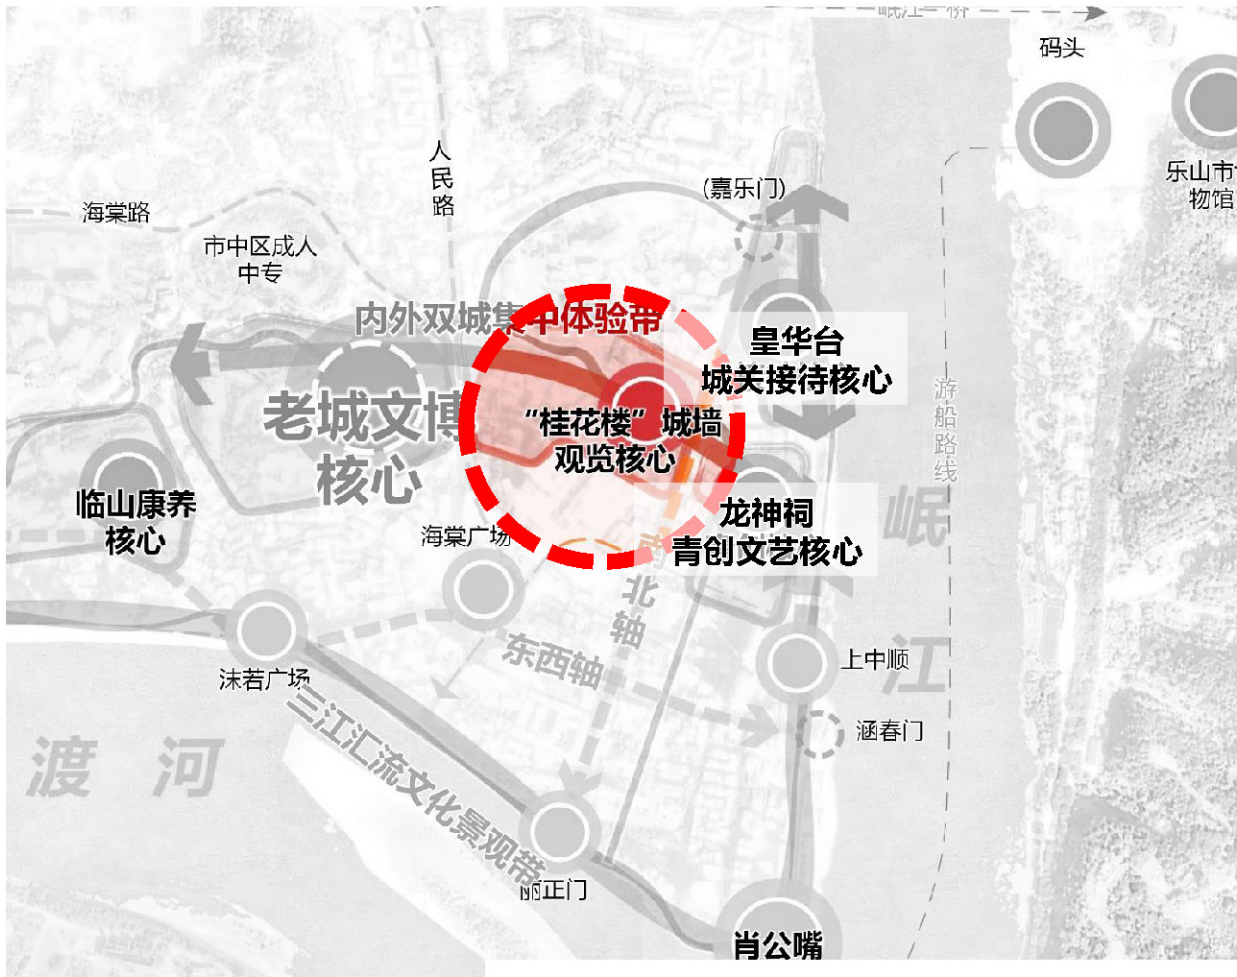 岷江一桥
码头
人民路
乐山市
物馆
(嘉乐门)
海棠路
市中区成人
中专
内外双城集中体验带
皇华台
城关接待核心
游船路线
老城文博
核心
“桂花楼”城墙
观览核心
临山康养
核心
龙神祠
青创文艺核心
岷江
海棠广场
南北轴
东西轴
上中顺
沫若广场
涵春门
三江汇流文化景观带
渡河
丽正门
肖公嘴